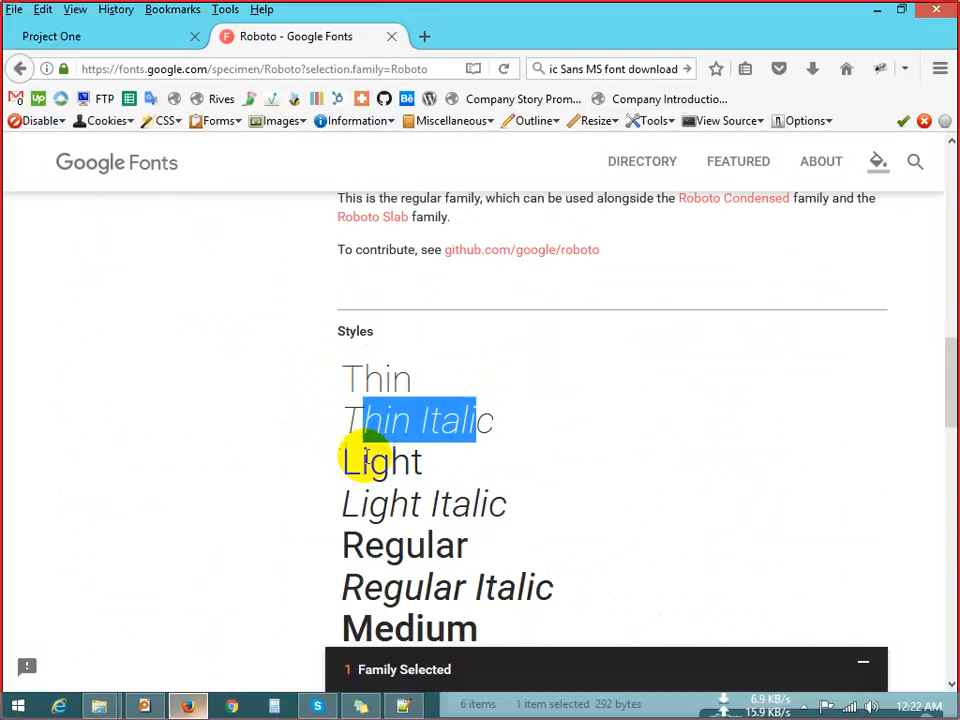 File Edit View History Bookmarks Tools Help
Project One
Roboto - Google Fonts
https://fonts.google.com/specimen/Roboto?selection.family=Roboto
ic Sans MS font download
FTP Rives Company Story Prom... Company Introductio...
Disable Cookies CSS Forms Images Information Miscellaneous Outline Resize Tools View Source Options
Google Fonts DIRECTORY FEATURED ABOUT
This is the regular family, which can be used alongside the Roboto Condensed family and the
Roboto Slab family.
To contribute, see github.com/google/roboto
Styles
Thin
Thin Italic
Light
Light Italic
Regular
Regular Italic
Medium
1 Family Selected
6 items 1 item selected 292 bytes
6.9 KB/s
15.9 KB/s
12:22 AM